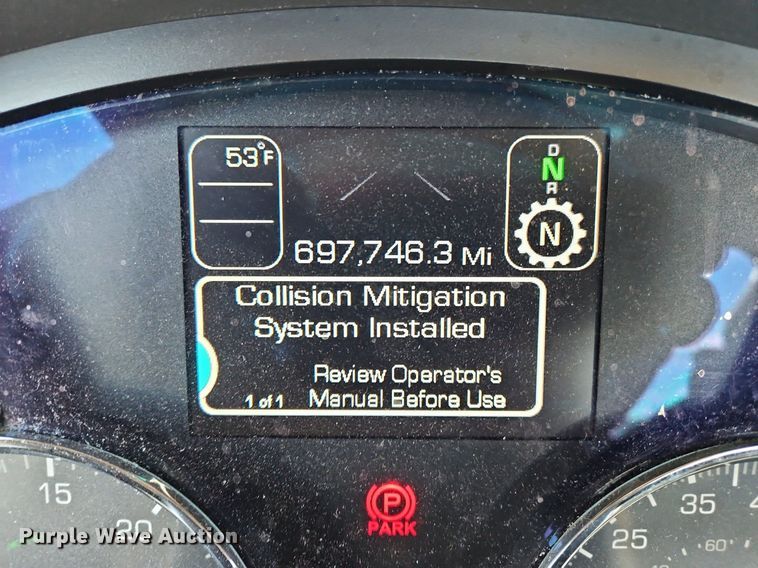 53°F
D
N
R
N
697,746.3 Mi
Collision Mitigation
System Installed
Review Operator's
1 of 1 Manual Before Use
P
PARK
15
20
25
35
60
Purple Wave Auction